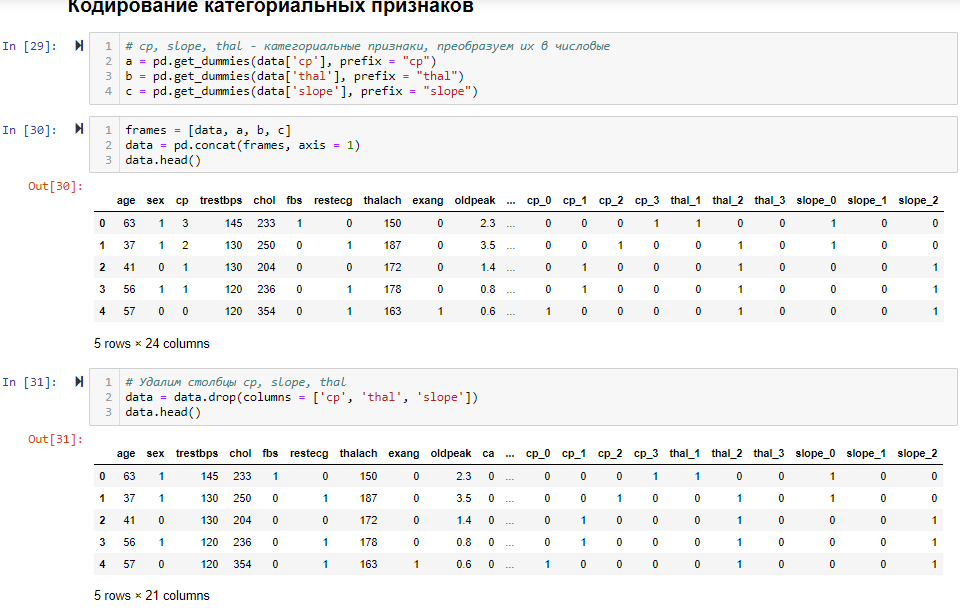 Кодирование категориальных признаков
In [29]:
1 # cp, slope, thal - категориальные признаки, преобразуем их в числовые
2 a = pd.get_dummies(data['cp'], prefix = "cp")
3 b = pd.get_dummies(data['thal'], prefix = "thal")
4 c = pd.get_dummies(data['slope'], prefix = "slope")
In [30]:
1 frames = [data, a, b, c]
2 data = pd.concat(frames, axis = 1)
3 data.head()
Out[30]:
age sex cp trestbps chol fbs restecg thalach exang oldpeak ... cp_0 cp_1 cp_2 cp_3 thal_1 thal_2 thal_3 slope_0 slope_1 slope_2
0 63 1 3 145 233 1 0 150 0 2.3 ... 0 0 0 1 1 0 0 1 0 0
1 37 1 2 130 250 0 1 187 0 3.5 ... 0 0 1 0 0 1 0 1 0 0
2 41 0 1 130 204 0 0 172 0 1.4 ... 0 1 0 0 0 1 0 0 0 1
3 56 1 1 120 236 0 1 178 0 0.8 ... 0 1 0 0 0 1 0 0 0 1
4 57 0 0 120 354 0 1 163 1 0.6 ... 1 0 0 0 0 1 0 0 0 1
5 rows × 24 columns
In [31]:
1 # Удалим столбцы cp, slope, thal
2 data = data.drop(columns = ['cp', 'thal', 'slope'])
3 data.head()
Out[31]:
age sex trestbps chol fbs restecg thalach exang oldpeak ca ... cp_0 cp_1 cp_2 cp_3 thal_1 thal_2 thal_3 slope_0 slope_1 slope_2
0 63 1 145 233 1 0 150 0 2.3 0 ... 0 0 0 1 1 0 0 1 0 0
1 37 1 130 250 0 1 187 0 3.5 0 ... 0 0 1 0 0 1 0 1 0 0
2 41 0 130 204 0 0 172 0 1.4 0 ... 0 1 0 0 0 1 0 0 0 1
3 56 1 120 236 0 1 178 0 0.8 0 ... 0 1 0 0 0 1 0 0 0 1
4 57 0 120 354 0 1 163 1 0.6 0 ... 1 0 0 0 0 1 0 0 0 1
5 rows × 21 columns